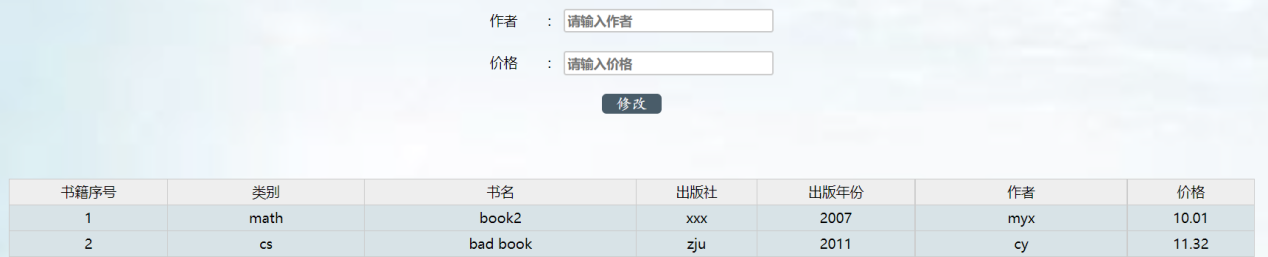 作者 : 请输入作者
价格 : 请输入价格
修改
书籍序号 类别 书名 出版社 出版年份 作者 价格
1 math book2 xxx 2007 myx 10.01
2 cs bad book zju 2011 cy 11.32